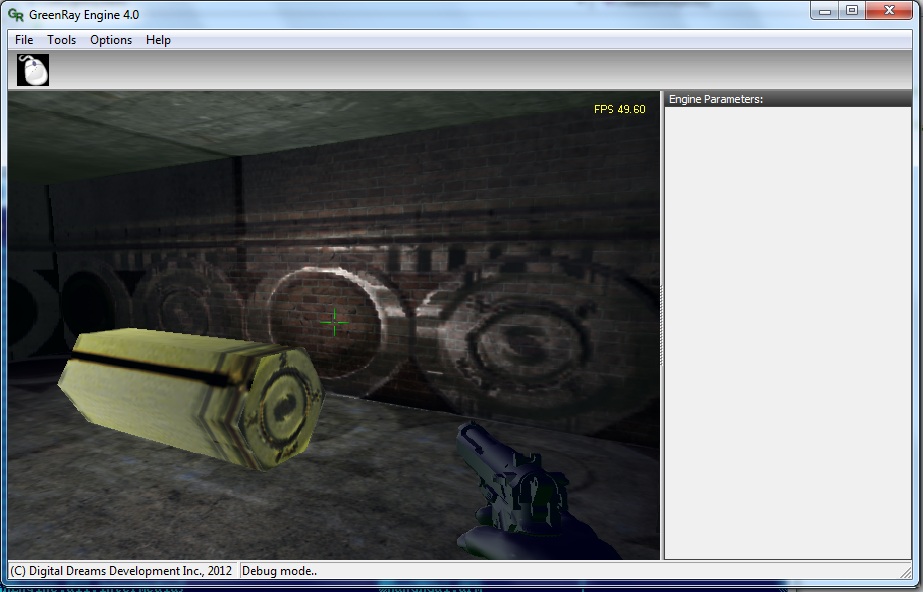 GR GreenRay Engine 4.0
File Tools Options Help
FPS 49.60
Engine Parameters:
(C) Digital Dreams Development Inc., 2012 Debug mode..